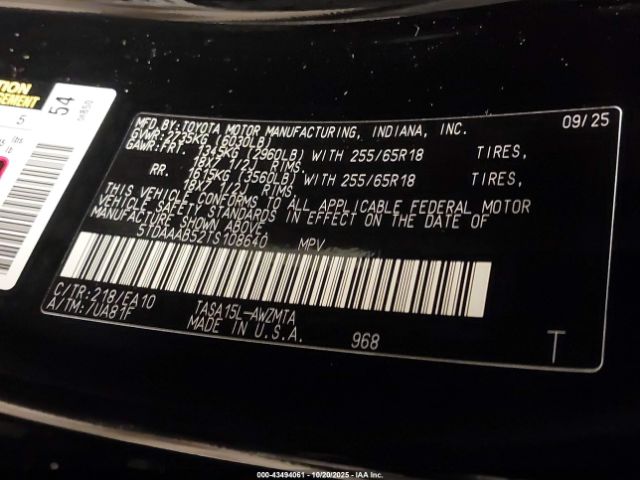 MFD.BY:TOYOTA MOTOR MANUFACTURING, INDIANA, INC. 09/25
GVWR:2735KG (6030LB)
GAWR:FRT. 1345KG (2960LB) WITH 255/65R18 TIRES,
18X7 1/2J RIMS
RR. 1615KG (3560LB) WITH 255/65R18 TIRES,
18X7 1/2J RIMS
THIS VEHICLE CONFORMS TO ALL APPLICABLE FEDERAL MOTOR
VEHICLE SAFETY STANDARDS IN EFFECT ON THE DATE OF
MANUFACTURE SHOWN ABOVE.
5TDAAAB52TS108640 MPV
C/TR:218/EA10 TASA15L-AWZMTA
A/TM:/UA81F MADE IN U.S.A. 968 T
54
5
lbs
lb
000-43494061 - 10/20/2025 - IAA Inc.